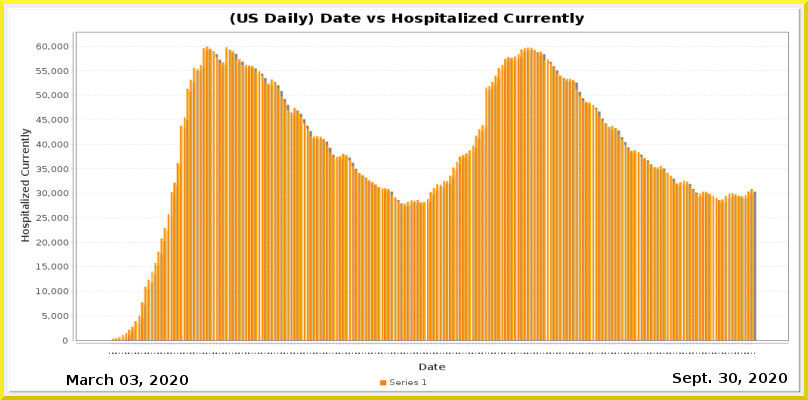 (US Daily) Date vs Hospitalized Currently
Hospitalized Currently
60,000
55,000
50,000
45,000
40,000
35,000
30,000
25,000
20,000
15,000
10,000
5,000
0
Date
March 03, 2020
Series 1
Sept. 30, 2020